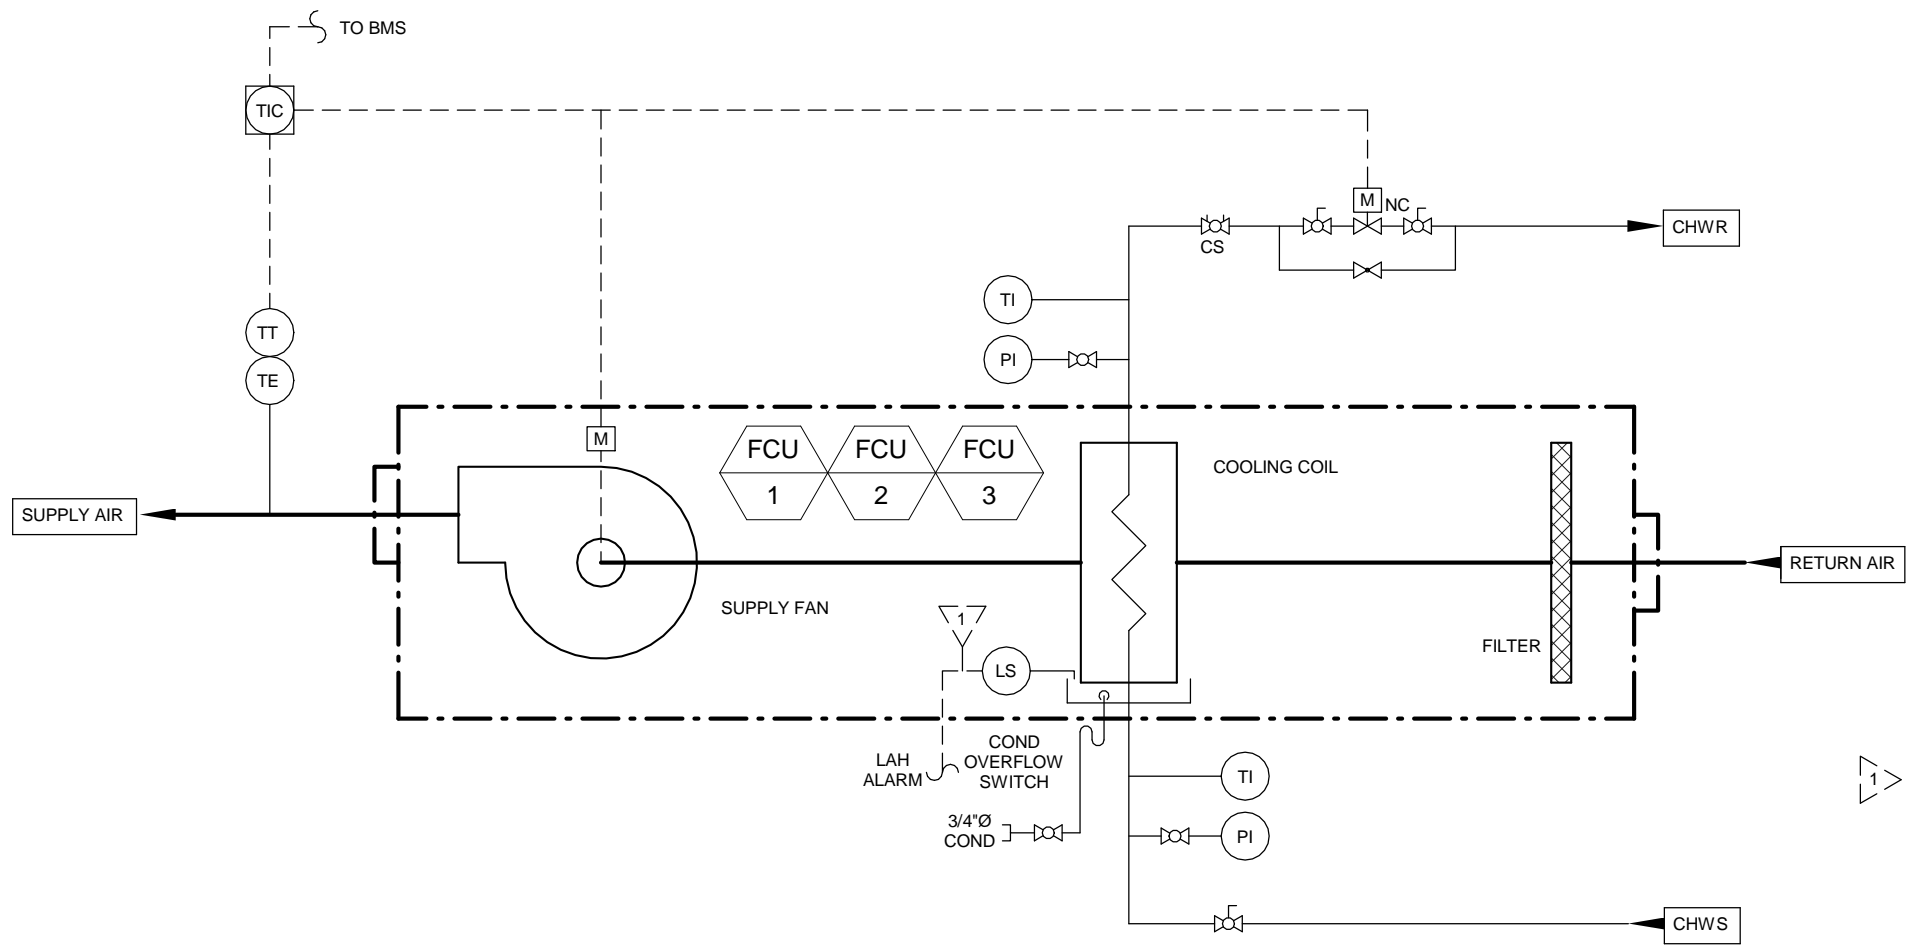 TO BMS
TIC
M
NC
CHWR
CS
TI
TT
PI
TE
M
FCU
FCU
FCU
1
2
3
COOLING COIL
SUPPLY AIR
RETURN AIR
SUPPLY FAN
1
FILTER
LS
COND
OVERFLOW
SWITCH
LAH
ALARM
TI
1
3/4"Ø
COND
PI
CHWS